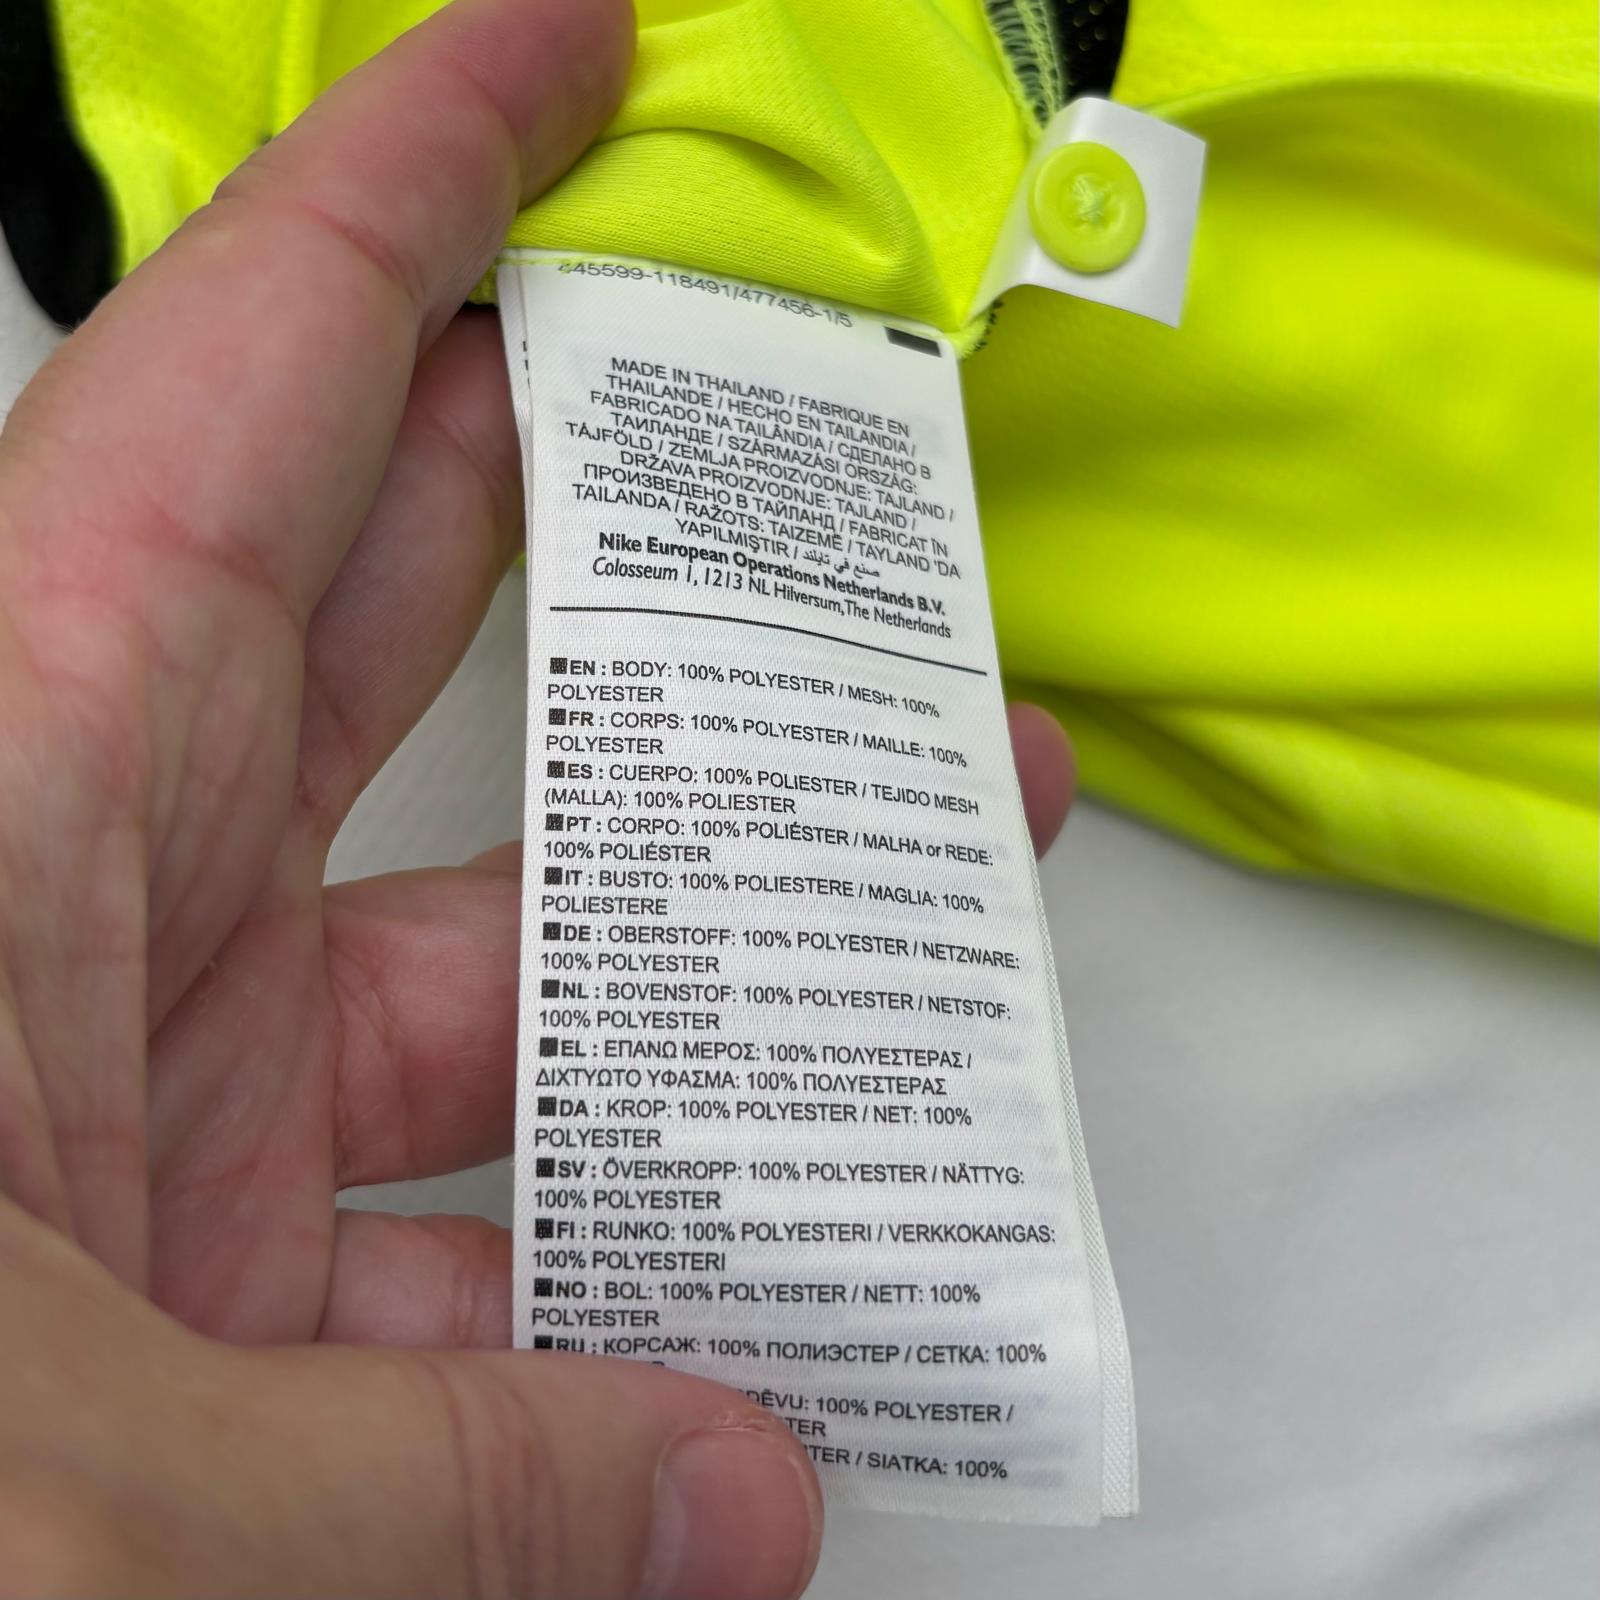 445599-118491/477456-1/5
MADE IN THAILAND / FABRIQUE EN
THAILANDE / HECHO EN TAILANDIA /
FABRICADO NA TAILÂNDIA / СДЕЛАНО В
ТАИЛАНДЕ / SZÁRMAZÁSI ORSZÁG:
TÁJFÖLD / ZEMLJA PROIZVODNJE: TAJLAND /
DRŽAVA PROIZVODNJE: TAJLAND /
ПРОИЗВЕДЕНО В ТАЙЛАНД / FABRICAT ÎN
TAILANDA / RAŽOTS: TAIZEMĒ / TAYLAND 'DA
YAPILMIŞTIR / صنع في تايلند
Nike European Operations Netherlands B.V.
Colosseum 1, 1213 NL Hilversum,The Netherlands
EN : BODY: 100% POLYESTER / MESH: 100%
POLYESTER
FR : CORPS: 100% POLYESTER / MAILLE: 100%
POLYESTER
ES : CUERPO: 100% POLIESTER / TEJIDO MESH
(MALLA): 100% POLIESTER
PT : CORPO: 100% POLIÉSTER / MALHA or REDE:
100% POLIÉSTER
IT : BUSTO: 100% POLIESTERE / MAGLIA: 100%
POLIESTERE
DE : OBERSTOFF: 100% POLYESTER / NETZWARE:
100% POLYESTER
NL : BOVENSTOF: 100% POLYESTER / NETSTOF:
100% POLYESTER
EL : ΕΠΑΝΩ ΜΕΡΟΣ: 100% ΠΟΛΥΕΣΤΕΡΑΣ /
ΔΙΧΤΥΩΤΟ ΥΦΑΣΜΑ: 100% ΠΟΛΥΕΣΤΕΡΑΣ
DA : KROP: 100% POLYESTER / NET: 100%
POLYESTER
SV : ÖVERKROPP: 100% POLYESTER / NÄTTYG:
100% POLYESTER
FI : RUNKO: 100% POLYESTERI / VERKKOKANGAS:
100% POLYESTERI
NO : BOL: 100% POLYESTER / NETT: 100%
POLYESTER
RU : КОРСАЖ: 100% ПОЛИЭСТЕР / СЕТКА: 100%
100% POLYESTER /
/ SIATKA: 100%